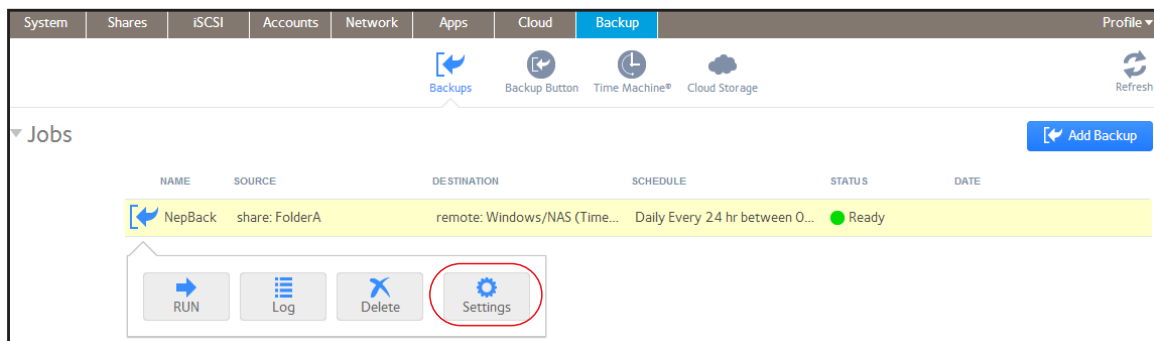 System Shares iSCSI Accounts Network Apps Cloud Backup Profile
Backups Backup Button Time Machine® Cloud Storage Refresh
Jobs Add Backup
NAME SOURCE DESTINATION SCHEDULE STATUS DATE
NepBack share: FolderA remote: Windows/NAS (Time... Daily Every 24 hr between 0... Ready
RUN Log Delete Settings